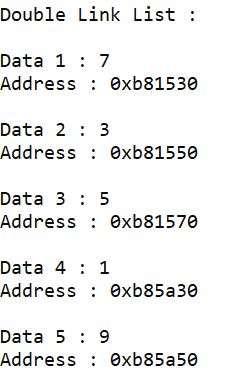 Double Link List :
Data 1 : 7
Address : 0xb81530
Data 2 : 3
Address : 0xb81550
Data 3 : 5
Address : 0xb81570
Data 4 : 1
Address : 0xb85a30
Data 5 : 9
Address : 0xb85a50